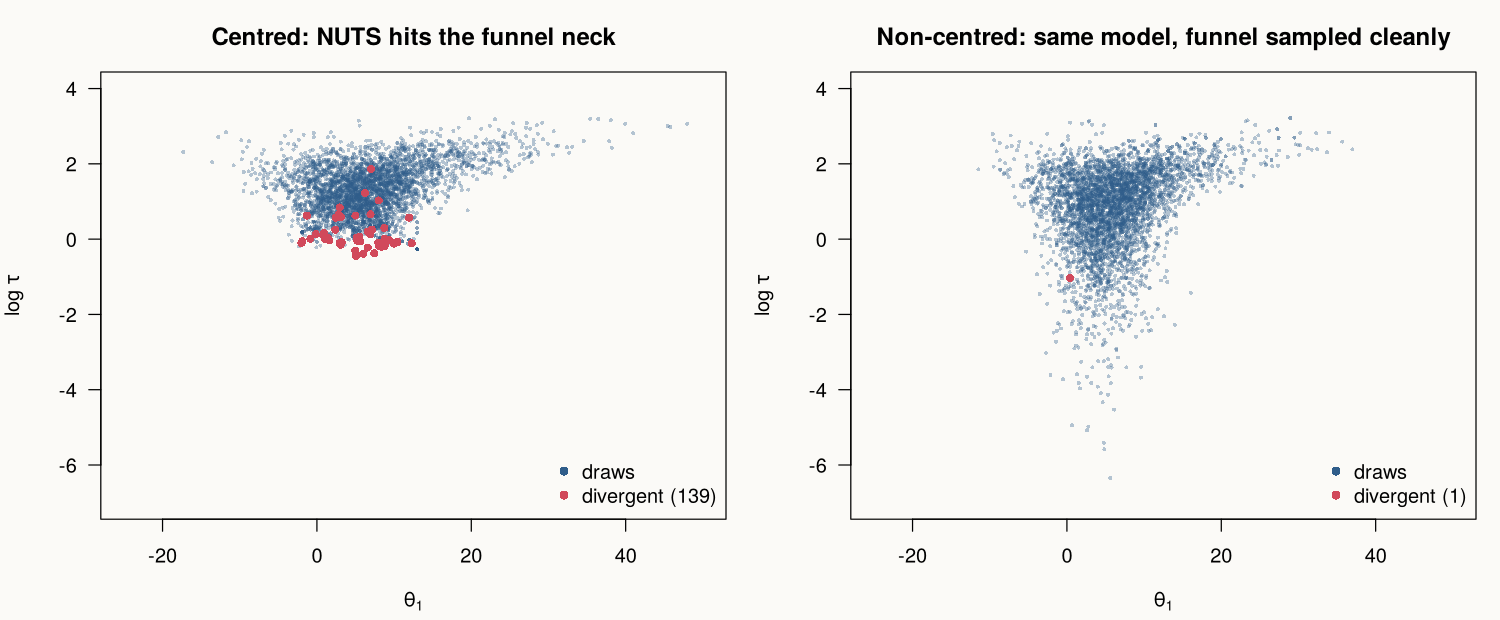 Centred: NUTS hits the funnel neck
log τ
4
2
0
-2
-4
-6
draws
divergent (139)
-20
0
20
40
θ1
Non-centred: same model, funnel sampled cleanly
log τ
4
2
0
-2
-4
-6
draws
divergent (1)
-20
0
20
40
θ1